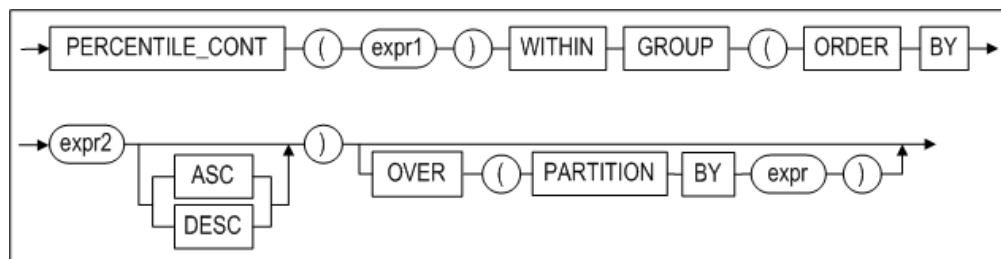 PERCENTILE_CONT ( expr1 ) WITHIN GROUP ( ORDER BY
expr2 ASC ) OVER ( PARTITION BY expr )
DESC